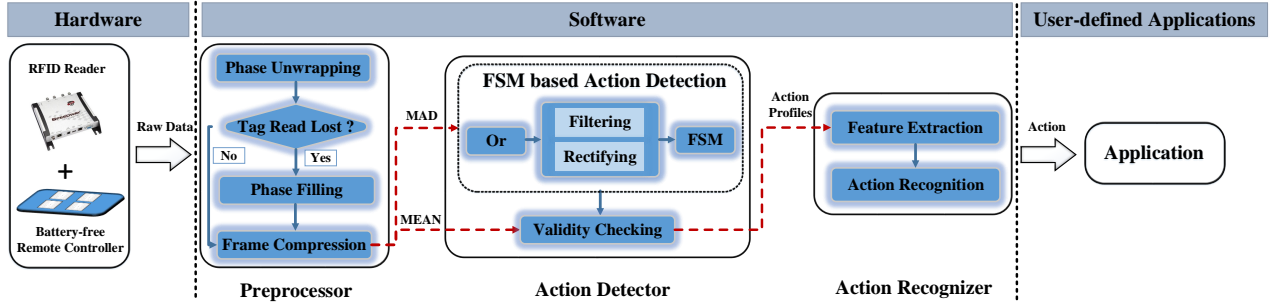 Hardware
Software
User-defined Applications
RFID Reader
+
Battery-free
Remote Controller
Raw Data
Phase Unwrapping
Tag Read Lost ?
No
Yes
Phase Filling
Frame Compression
Preprocessor
MAD
MEAN
FSM based Action Detection
Or
Filtering
Rectifying
FSM
Validity Checking
Action Detector
Action
Profiles
Feature Extraction
Action Recognition
Action Recognizer
Action
Application